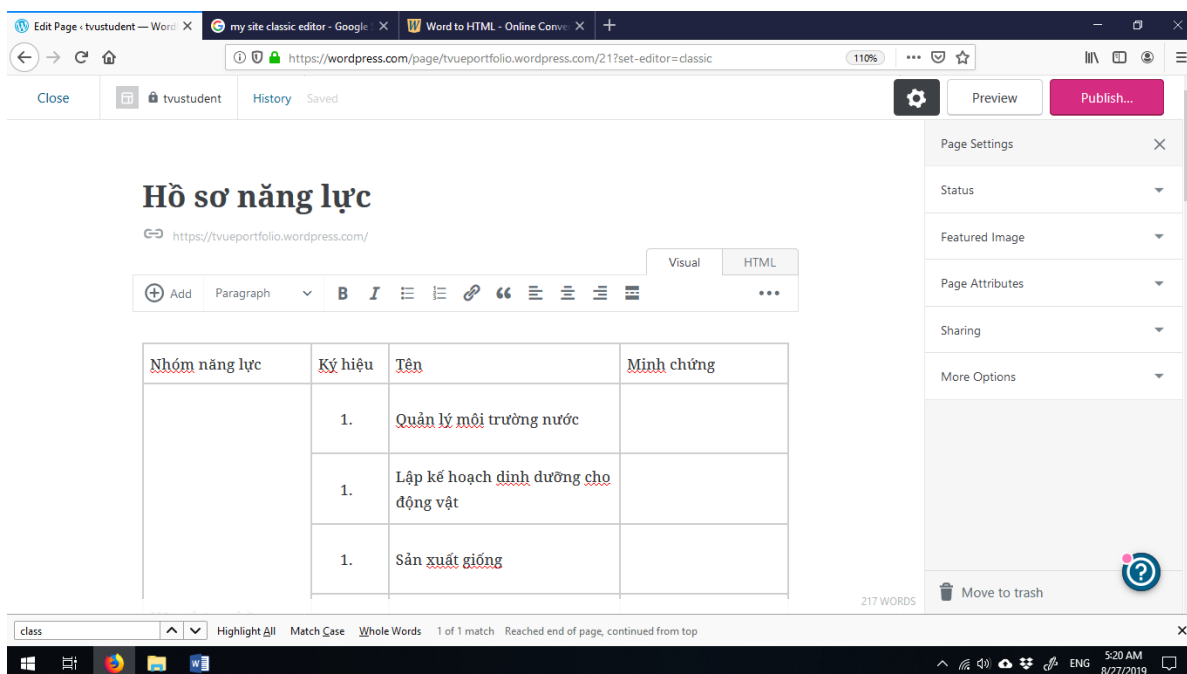 Edit Page ‹ tvustudent — Word
my site classic editor - Google
Word to HTML - Online Conve
https://wordpress.com/page/tvueportfolio.wordpress.com/21?set-editor=classic
110%
Close
tvustudent
History
Saved
Preview
Publish...
Page Settings
Status
Featured Image
Page Attributes
Sharing
More Options
Move to trash
Hồ sơ năng lực
https://tvueportfolio.wordpress.com/
Visual
HTML
Add
Paragraph
B I
Nhóm năng lực Ký hiệu Tên Minh chứng
1. Quản lý môi trường nước
1. Lập kế hoạch dinh dưỡng cho
động vật
1. Sản xuất giống
217 WORDS
class
Highlight All Match Case Whole Words 1 of 1 match Reached end of page, continued from top
ENG
5:20 AM
8/27/2019